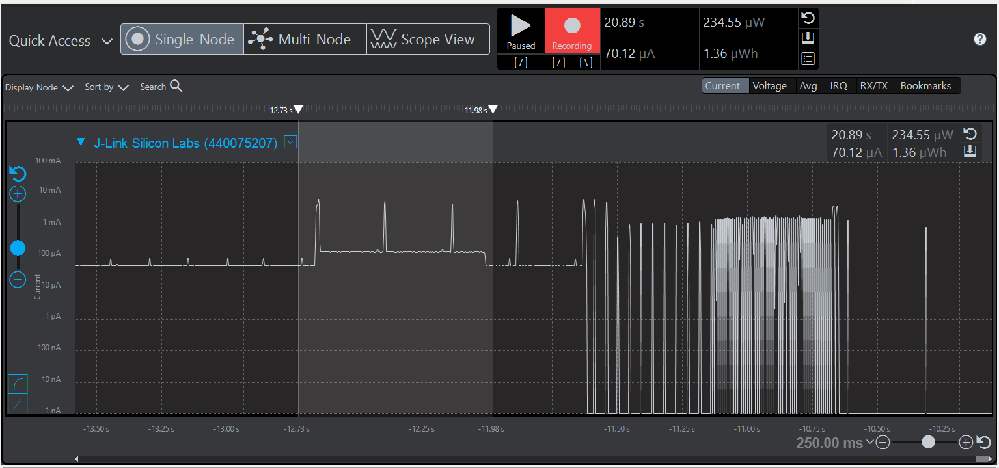 Quick Access
Single-Node
Multi-Node
Scope View
Paused
Recording
20.89 s
234.55 µW
70.12 µA
1.36 µWh
?
Display Node
Sort by
Search
Current
Voltage
Avg
IRQ
RX/TX
Bookmarks
-12.73 s
-11.98 s
J-Link Silicon Labs (440075207)
20.89 s
234.55 µW
70.12 µA
1.36 µWh
100 mA
10 mA
1 mA
100 µA
10 µA
1 µA
100 nA
10 nA
1 nA
Current
-13.50 s
-13.25 s
-13.00 s
-12.73 s
-12.25 s
-11.98 s
-11.50 s
-11.25 s
-11.00 s
-10.75 s
-10.50 s
-10.25 s
250.00 ms